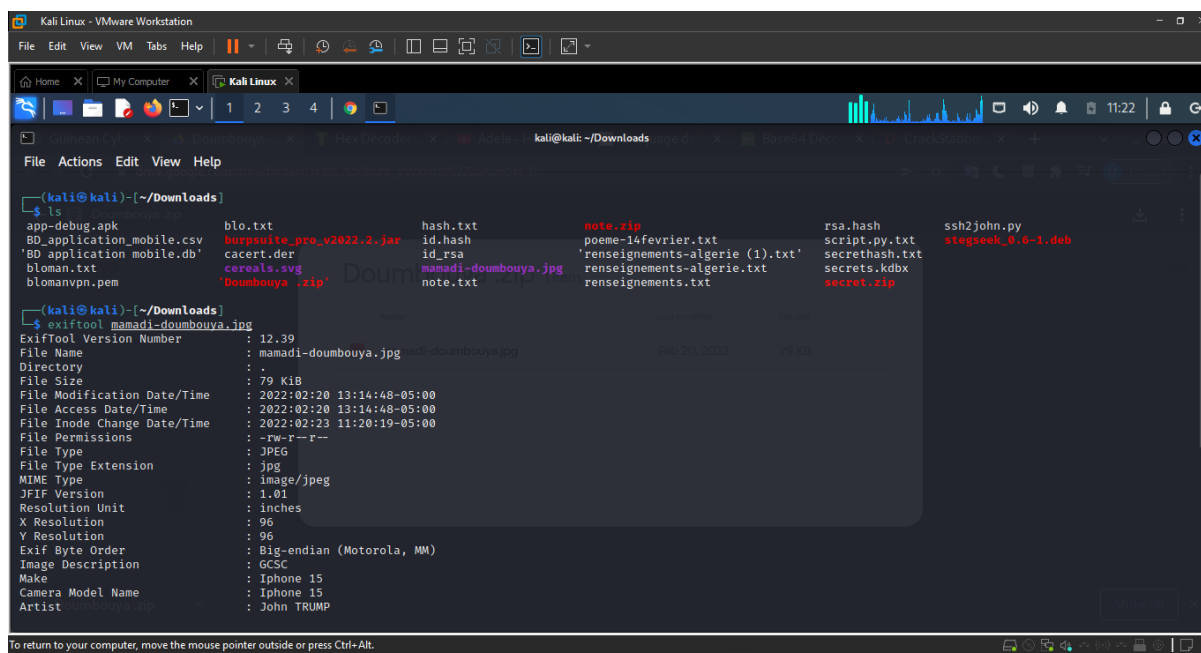 Kali Linux - VMware Workstation
File Edit View VM Tabs Help
Home My Computer Kali Linux
1 2 3 4 11:22
kali@kali: ~/Downloads
File Actions Edit View Help
(kali㉿kali)-[~/Downloads]
$ ls
app-debug.apk blo.txt hash.txt note.zip rsa.hash ssh2john.py
BD_application_mobile.csv burpsuite_pro_v2022.2.jar id.hash poeme-14fevrier.txt script.py.txt stegseek_0.6-1.deb
'BD application mobile.db' cacert.der id_rsa 'renseignements-algerie (1).txt' secrethash.txt
bloman.txt cereals.svg mamadi-doumbouya.jpg renseignements-algerie.txt secrets.kdbx
blomanvpn.pem 'Doumbouya .zip' note.txt renseignements.txt secret.zip
(kali㉿kali)-[~/Downloads]
$ exiftool mamadi-doumbouya.jpg
ExifTool Version Number : 12.39
File Name : mamadi-doumbouya.jpg
Directory : .
File Size : 79 KiB
File Modification Date/Time : 2022:02:20 13:14:48-05:00
File Access Date/Time : 2022:02:20 13:14:48-05:00
File Inode Change Date/Time : 2022:02:23 11:20:19-05:00
File Permissions : -rw-r--r--
File Type : JPEG
File Type Extension : jpg
MIME Type : image/jpeg
JFIF Version : 1.01
Resolution Unit : inches
X Resolution : 96
Y Resolution : 96
Exif Byte Order : Big-endian (Motorola, MM)
Image Description : GCSC
Make : Iphone 15
Camera Model Name : Iphone 15
Artist : John TRUMP
To return to your computer, move the mouse pointer outside or press Ctrl+Alt.